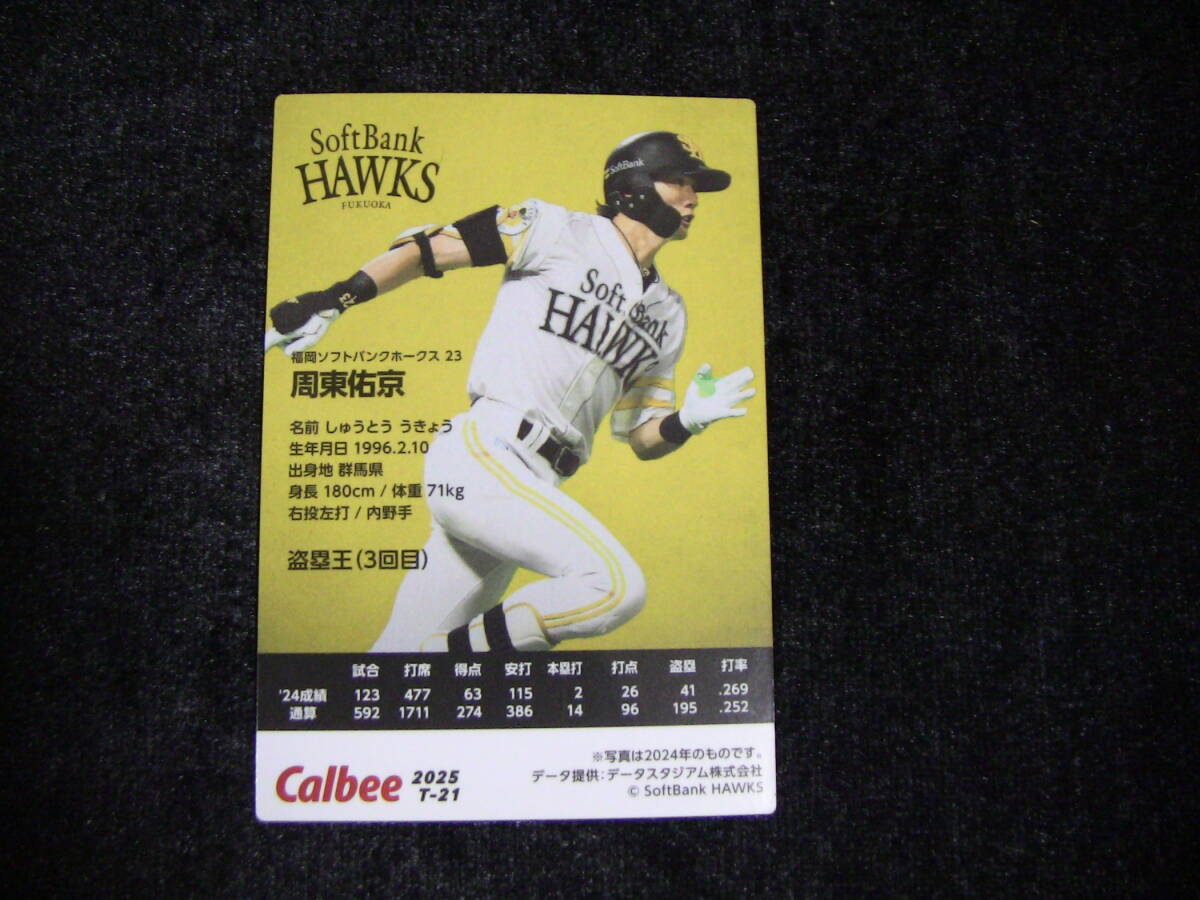 SoftBank
HAWKS
FUKUOKA
SoftBank
Soft Bank
HAWKS
23
福岡ソフトバンクホークス 23
周東佑京
名前 しゅうとう うきょう
生年月日 1996.2.10
出身地 群馬県
身長 180cm / 体重 71kg
右投左打 / 内野手
盗塁王(3回目)
試合 打席 得点 安打 本塁打 打点 盗塁 打率
'24成績 123 477 63 115 2 26 41 .269
通算 592 1711 274 386 14 96 195 .252
※写真は2024年のものです。
データ提供:データスタジアム株式会社
© SoftBank HAWKS
Calbee 2025
T-21